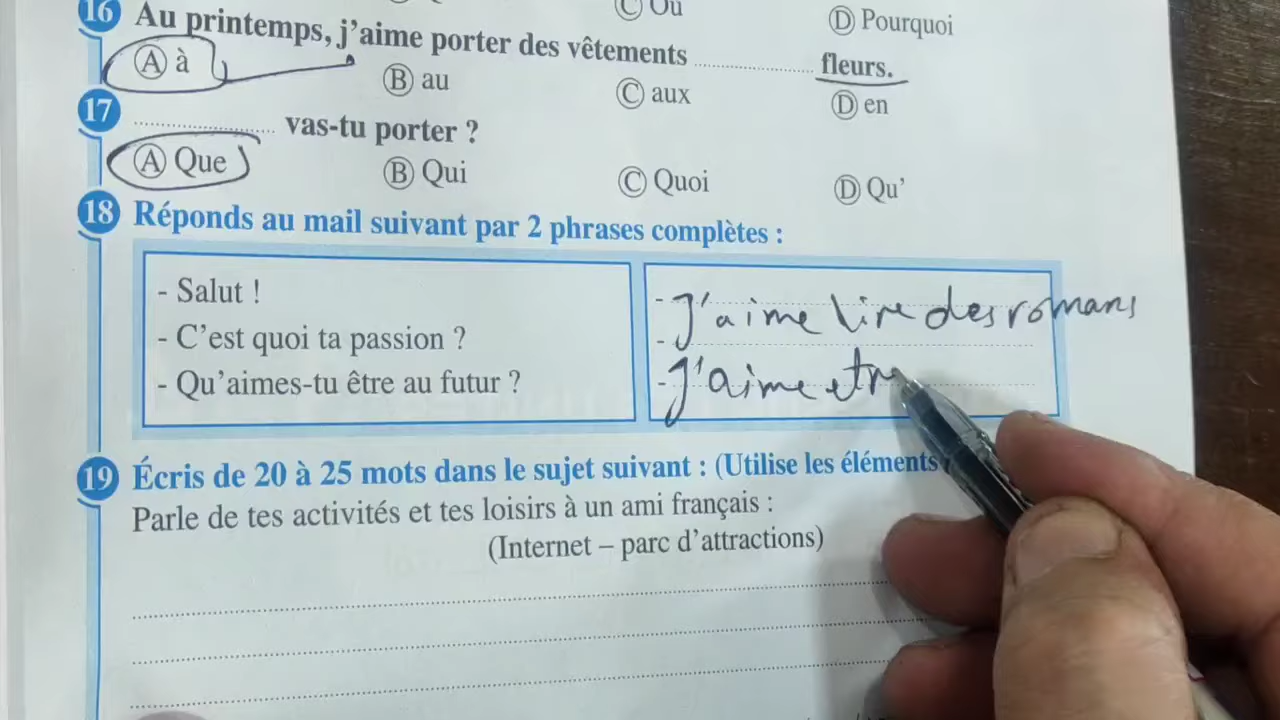 C Où
D Pourquoi
16 Au printemps, j'aime porter des vêtements .................... fleurs.
A à B au C aux D en
17 ........................ vas-tu porter ?
A Que B Qui C Quoi D Qu'
18 Réponds au mail suivant par 2 phrases complètes :
- Salut !
- C'est quoi ta passion ?
- Qu'aimes-tu être au futur ?
- J'aime lire des romans
-
- J'aime etre
19 Écris de 20 à 25 mots dans le sujet suivant : (Utilise les éléments
Parle de tes activités et tes loisirs à un ami français :
(Internet – parc d'attractions)